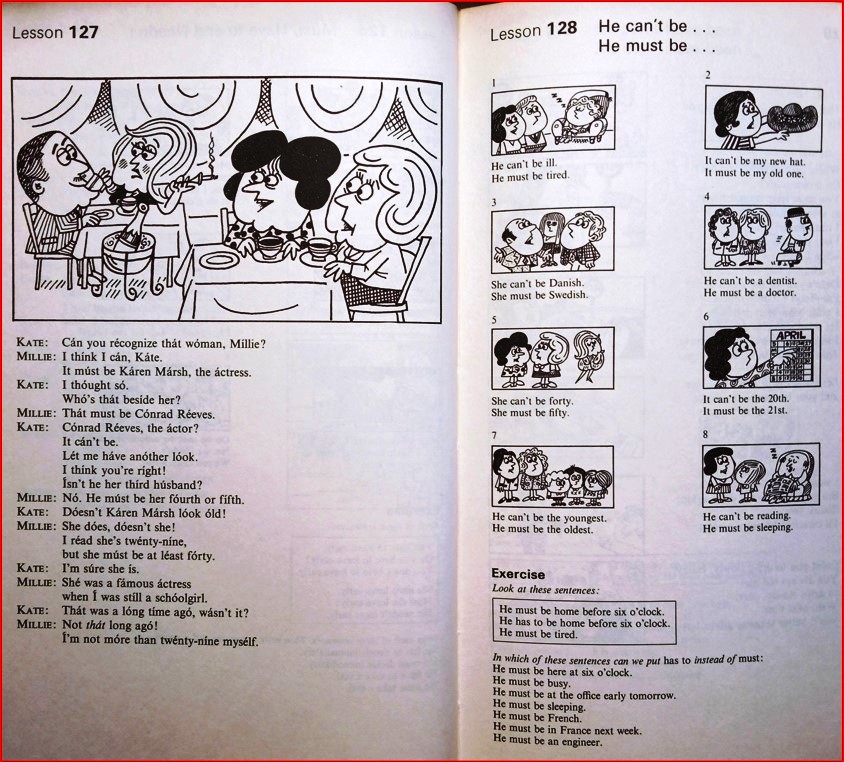 Lesson 127
KATE: Cán you récognize thát wóman, Míllie?
MILLIE: I thínk I cán, Káte.
It múst be Káren Mársh, the áctress.
KATE: I thóught só.
Whó's thát besíde her?
MILLIE: Thát must be Cónrad Réeves.
KATE: Cónrad Réeves, the áctor?
It cán't be.
Lét me háve anóther lóok.
I thínk you're ríght!
Ísn't he her thírd húsband?
MILLIE: Nó. He múst be her fóurth or fífth.
KATE: Dóesn't Káren Mársh lóok óld!
MILLIE: She dóes, dóesn't she!
I réad she's twénty-níne,
but she múst be at léast fórty.
KATE: I'm súre she ís.
MILLIE: Shé was a fámous áctress
when Í was stíll a schóolgirl.
KATE: Thát was a lóng tíme agó, wásn't it?
MILLIE: Not thát long agó!
Í'm not móre than twénty-níne mysélf.
Lesson 128 He can't be . . .
He must be . . .
1
He can't be ill.
He must be tired.
2
It can't be my new hat.
It must be my old one.
3
She can't be Danish.
She must be Swedish.
4
He can't be a dentist.
He must be a doctor.
5
She can't be forty.
She must be fifty.
6
APRIL
It can't be the 20th.
It must be the 21st.
7
He can't be the youngest.
He must be the oldest.
8
He can't be reading.
He must be sleeping.
Exercise
Look at these sentences:
He must be home before six o'clock.
He has to be home before six o'clock.
He must be tired.
In which of these sentences can we put has to instead of must:
He must be here at six o'clock.
He must be busy.
He must be at the office early tomorrow.
He must be sleeping.
He must be French.
He must be in France next week.
He must be an engineer.